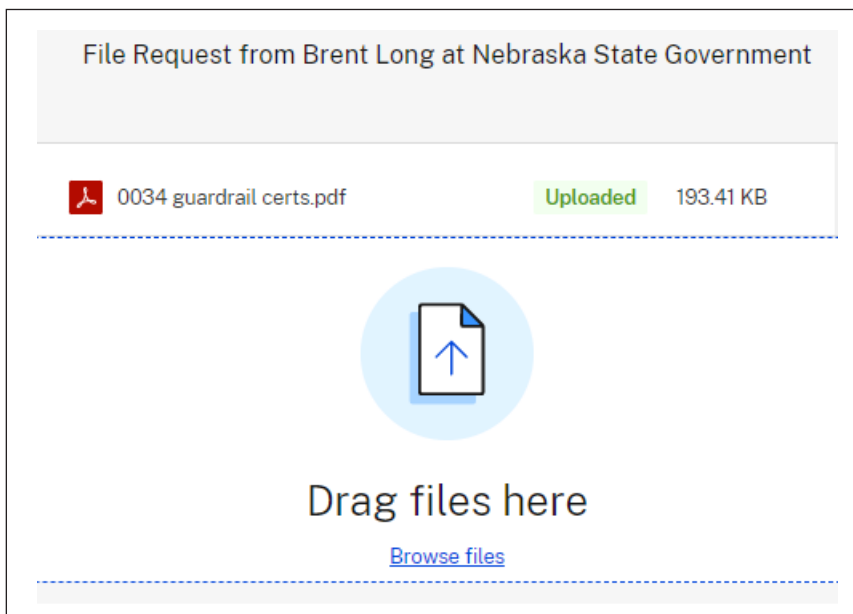 File Request from Brent Long at Nebraska State Government
0034 guardrail certs.pdf Uploaded 193.41 KB
Drag files here
Browse files